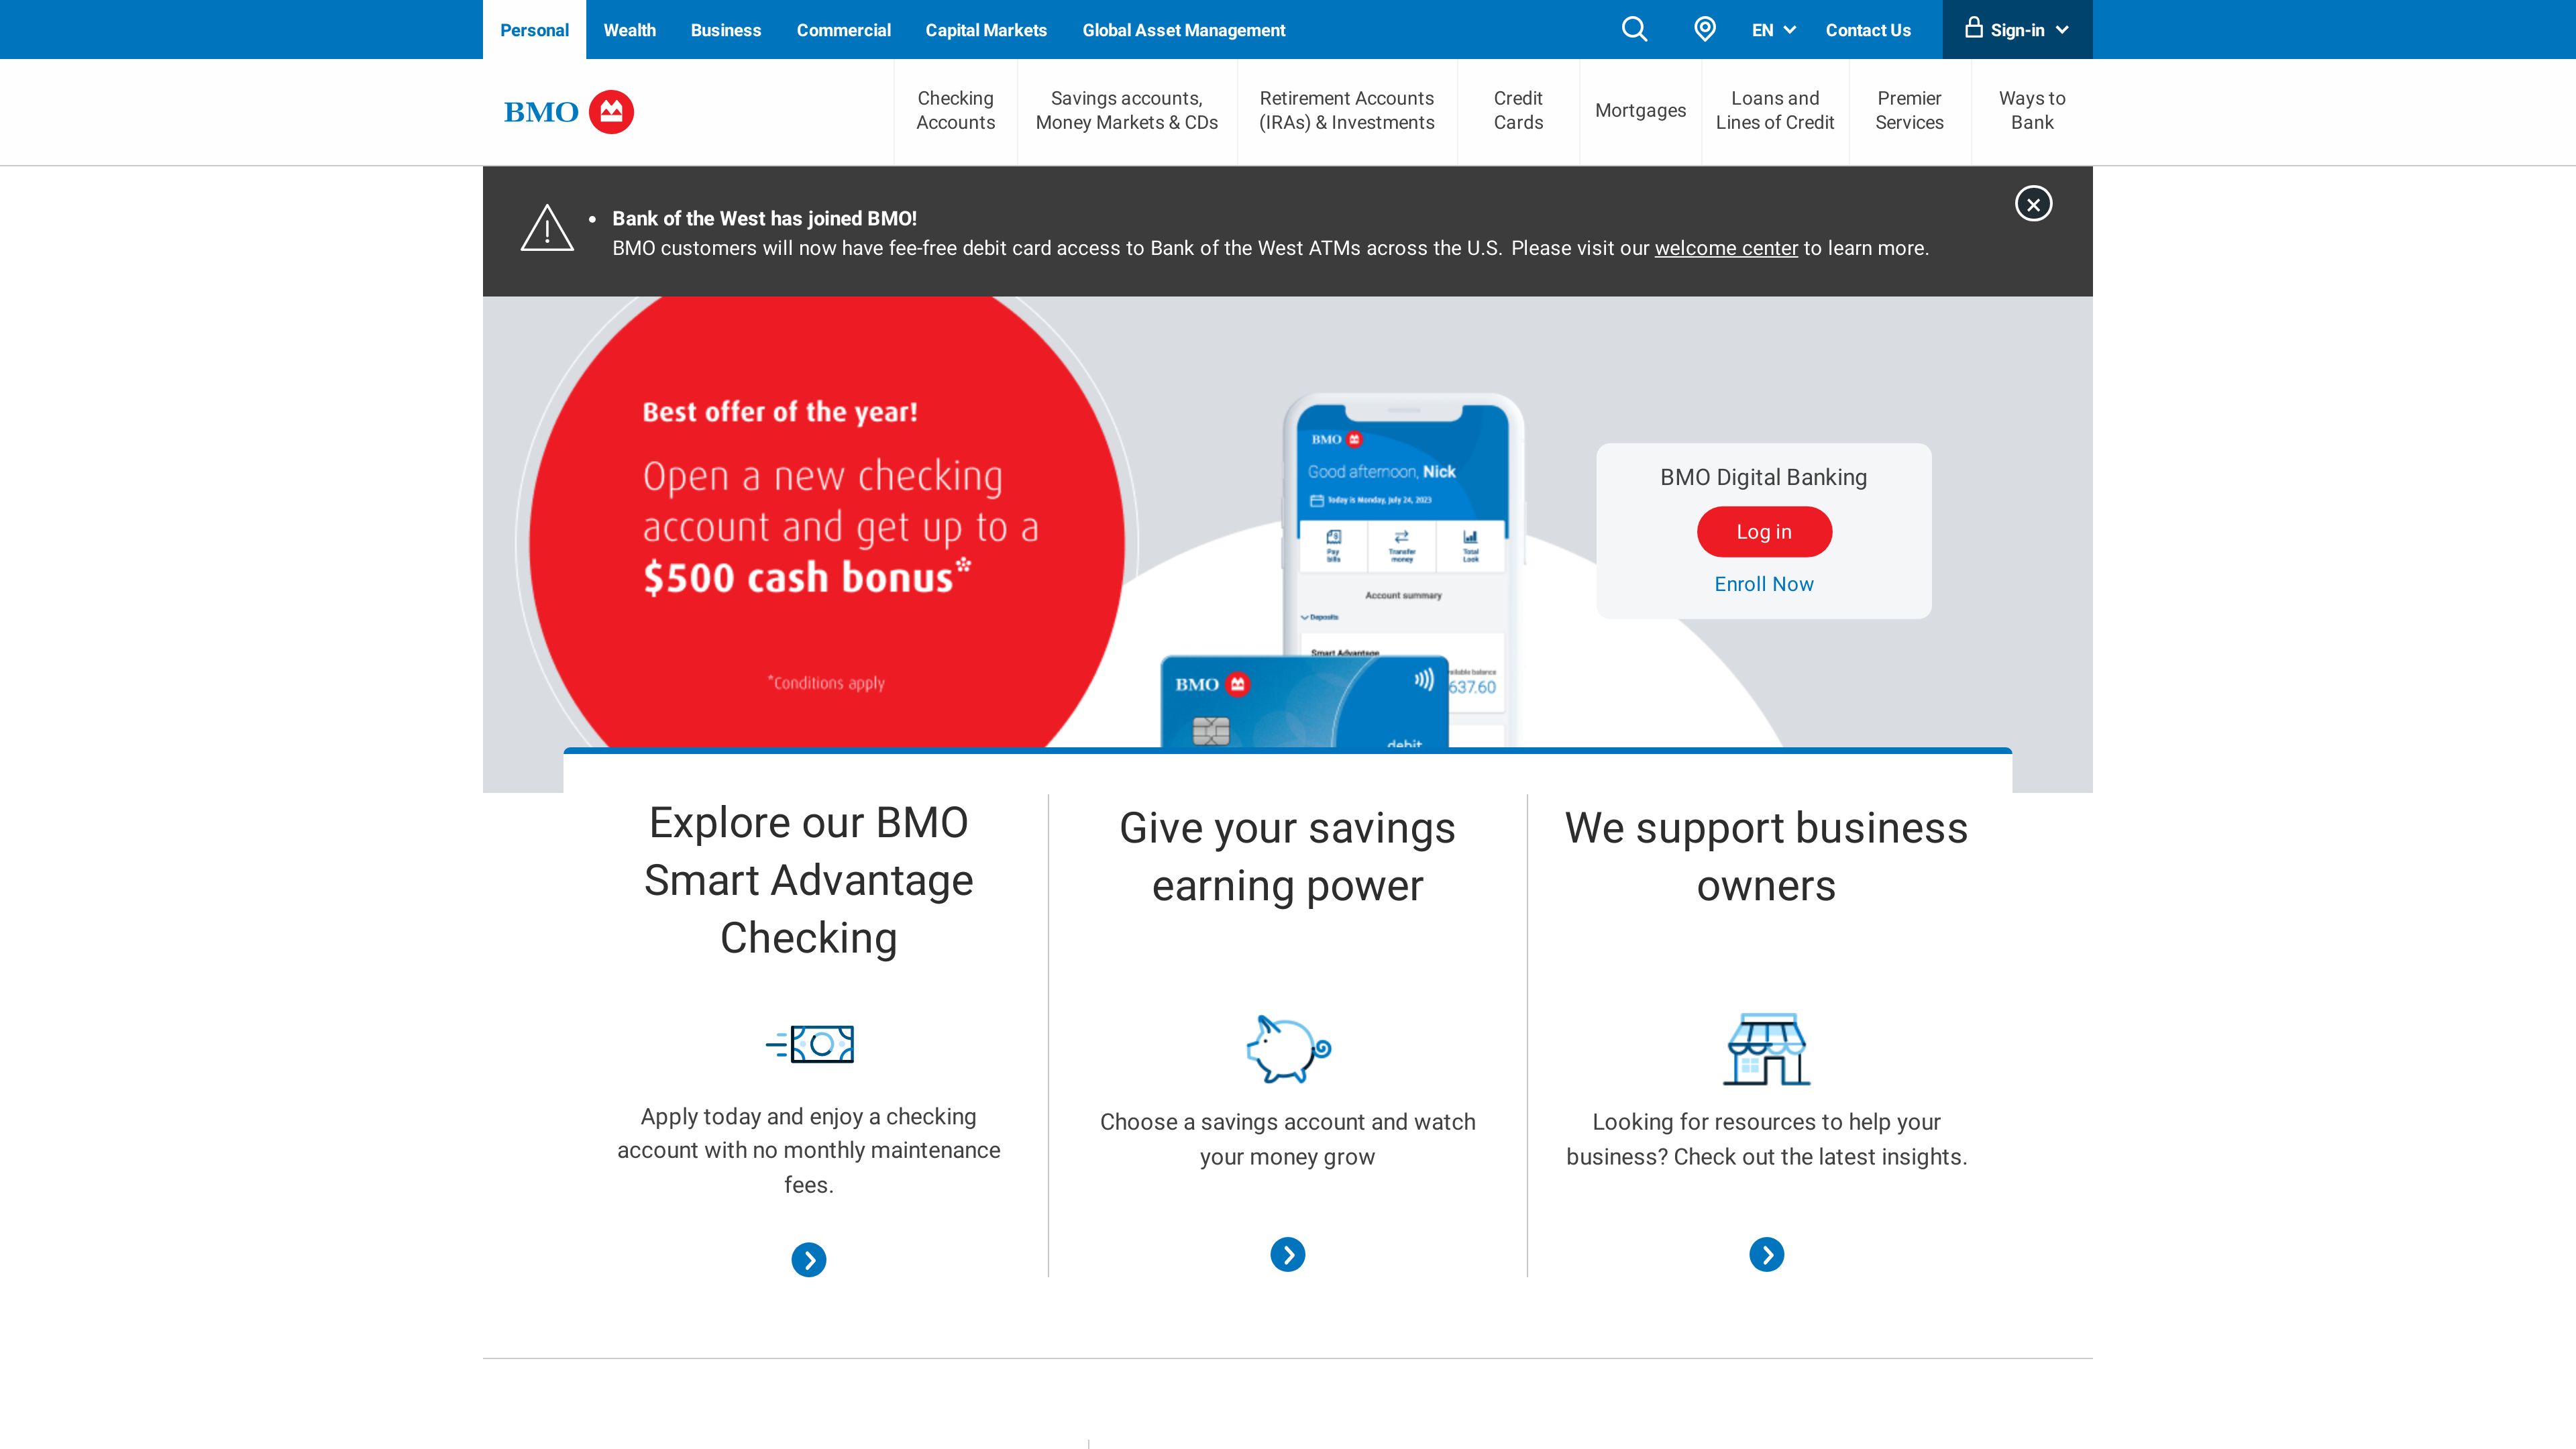 Personal
Wealth
Business
Commercial
Capital Markets
Global Asset Management
EN
Contact Us
Sign-in
BMO
Checking
Accounts
Savings accounts,
Money Markets & CDs
Retirement Accounts
(IRAs) & Investments
Credit
Cards
Mortgages
Loans and
Lines of Credit
Premier
Services
Ways to
Bank
• Bank of the West has joined BMO!
BMO customers will now have fee-free debit card access to Bank of the West ATMs across the U.S. Please visit our welcome center to learn more.
Best offer of the year!
Open a new checking
account and get up to a
$500 cash bonus*
*Conditions apply
BMO
Good afternoon, Nick
Today is Monday, July 24, 2023
Pay
bills
Transfer
money
Total
Look
Account summary
Deposits
Smart Advantage
balance
637.60
BMO
debit
BMO Digital Banking
Log in
Enroll Now
Explore our BMO
Smart Advantage
Checking
Apply today and enjoy a checking
account with no monthly maintenance
fees.
Give your savings
earning power
Choose a savings account and watch
your money grow
We support business
owners
Looking for resources to help your
business? Check out the latest insights.